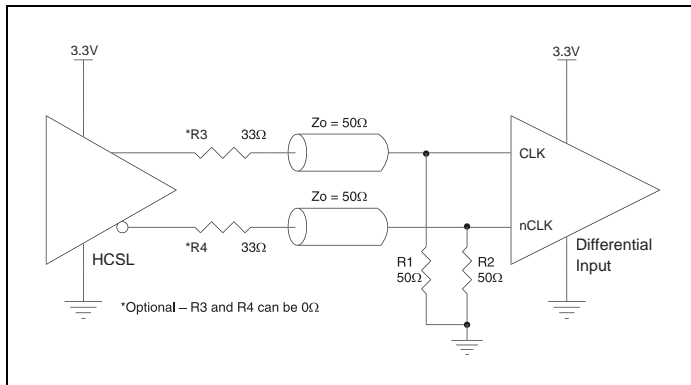 3.3V
3.3V
*R3 33Ω
Zo = 50Ω
CLK
Zo = 50Ω
nCLK
*R4 33Ω
HCSL
R1
50Ω
R2
50Ω
Differential
Input
*Optional – R3 and R4 can be 0Ω